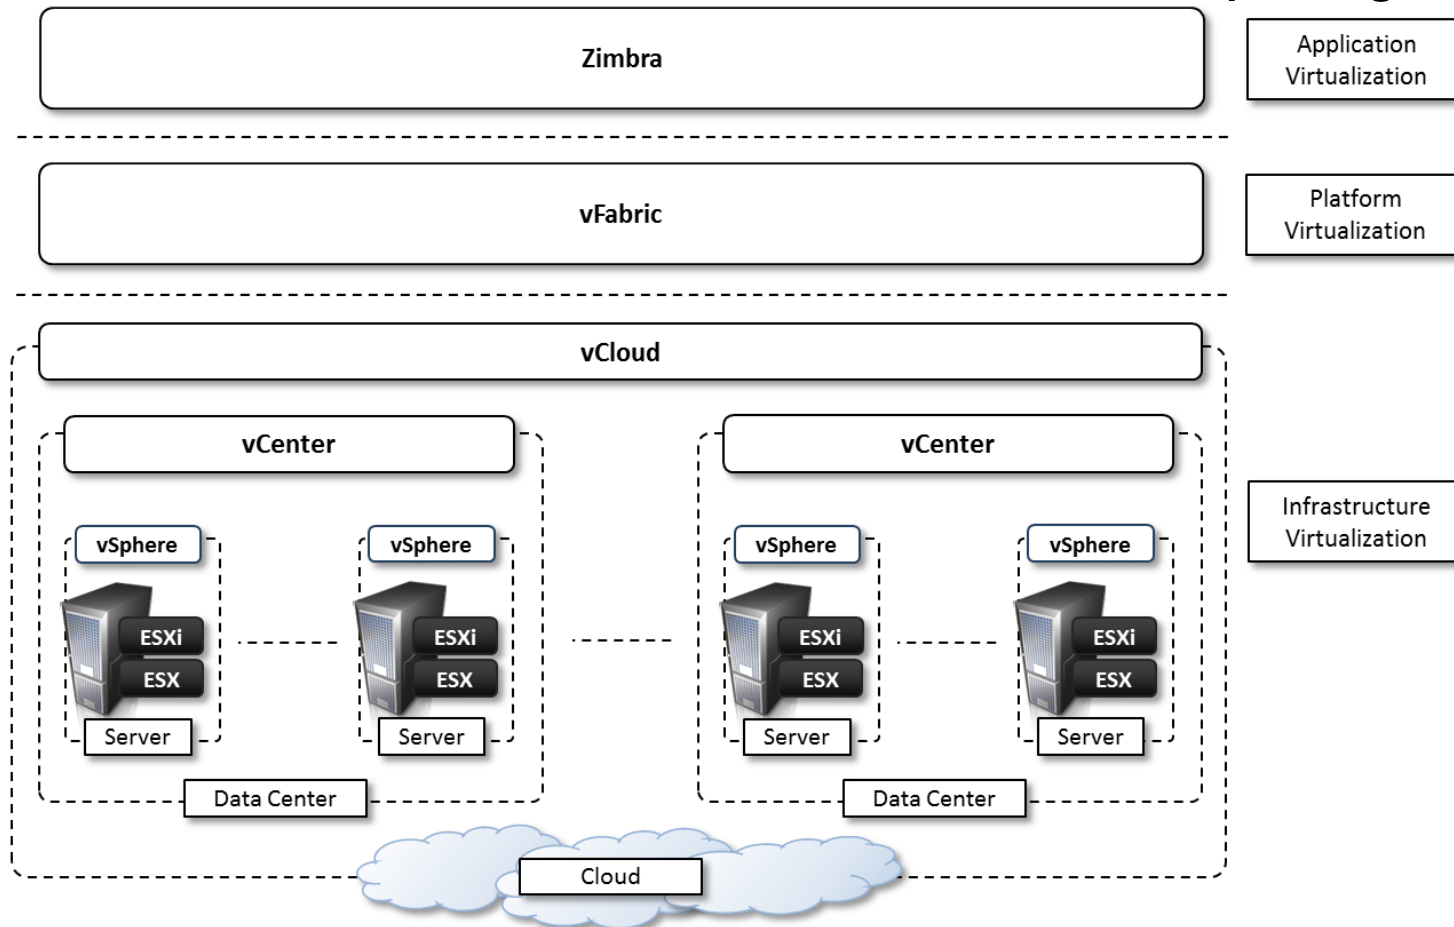 Zimbra
Application
Virtualization
vFabric
Platform
Virtualization
vCloud
vCenter
vCenter
vSphere
vSphere
vSphere
vSphere
Infrastructure
Virtualization
ESXi
ESXi
ESXi
ESXi
ESX
ESX
ESX
ESX
Server
Server
Server
Server
Data Center
Data Center
Cloud